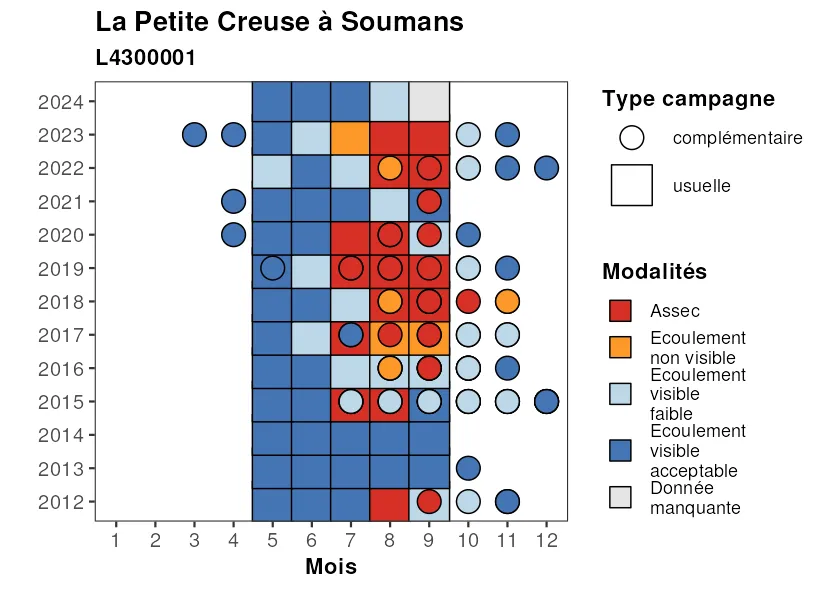 La Petite Creuse à Soumans
L4300001
2024
2023
2022
2021
2020
2019
2018
2017
2016
2015
2014
2013
2012
1 2 3 4 5 6 7 8 9 10 11 12
Mois
Type campagne
complémentaire
usuelle
Modalités
Assec
Ecoulement
non visible
Ecoulement
visible
faible
Ecoulement
visible
acceptable
Donnée
manquante